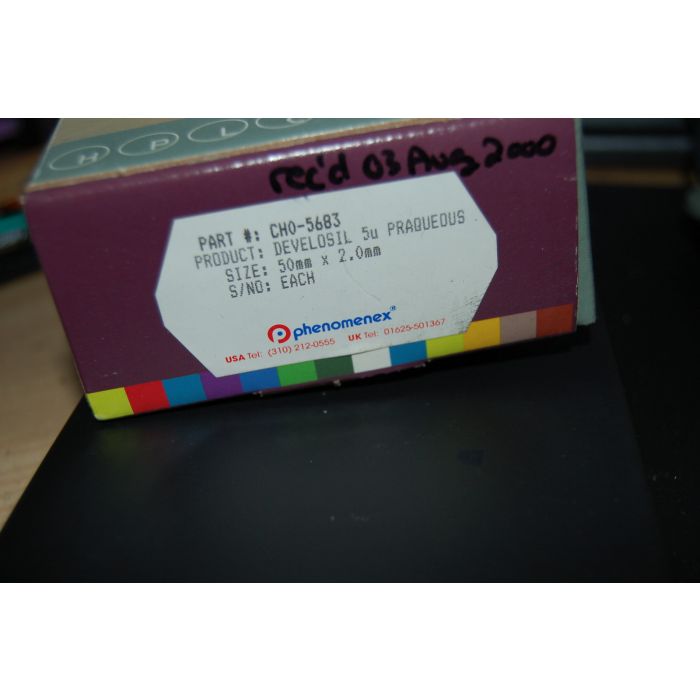 H P L C
rec'd 03 Aug 2000
PART #: CH0-5683
PRODUCT: DEVELOSIL 5u PRAQUEOUS
SIZE: 50mm x 2.0mm
S/NO: EACH
phenomenex®
USA Tel: (310) 212-0555 UK Tel: 01625-501367